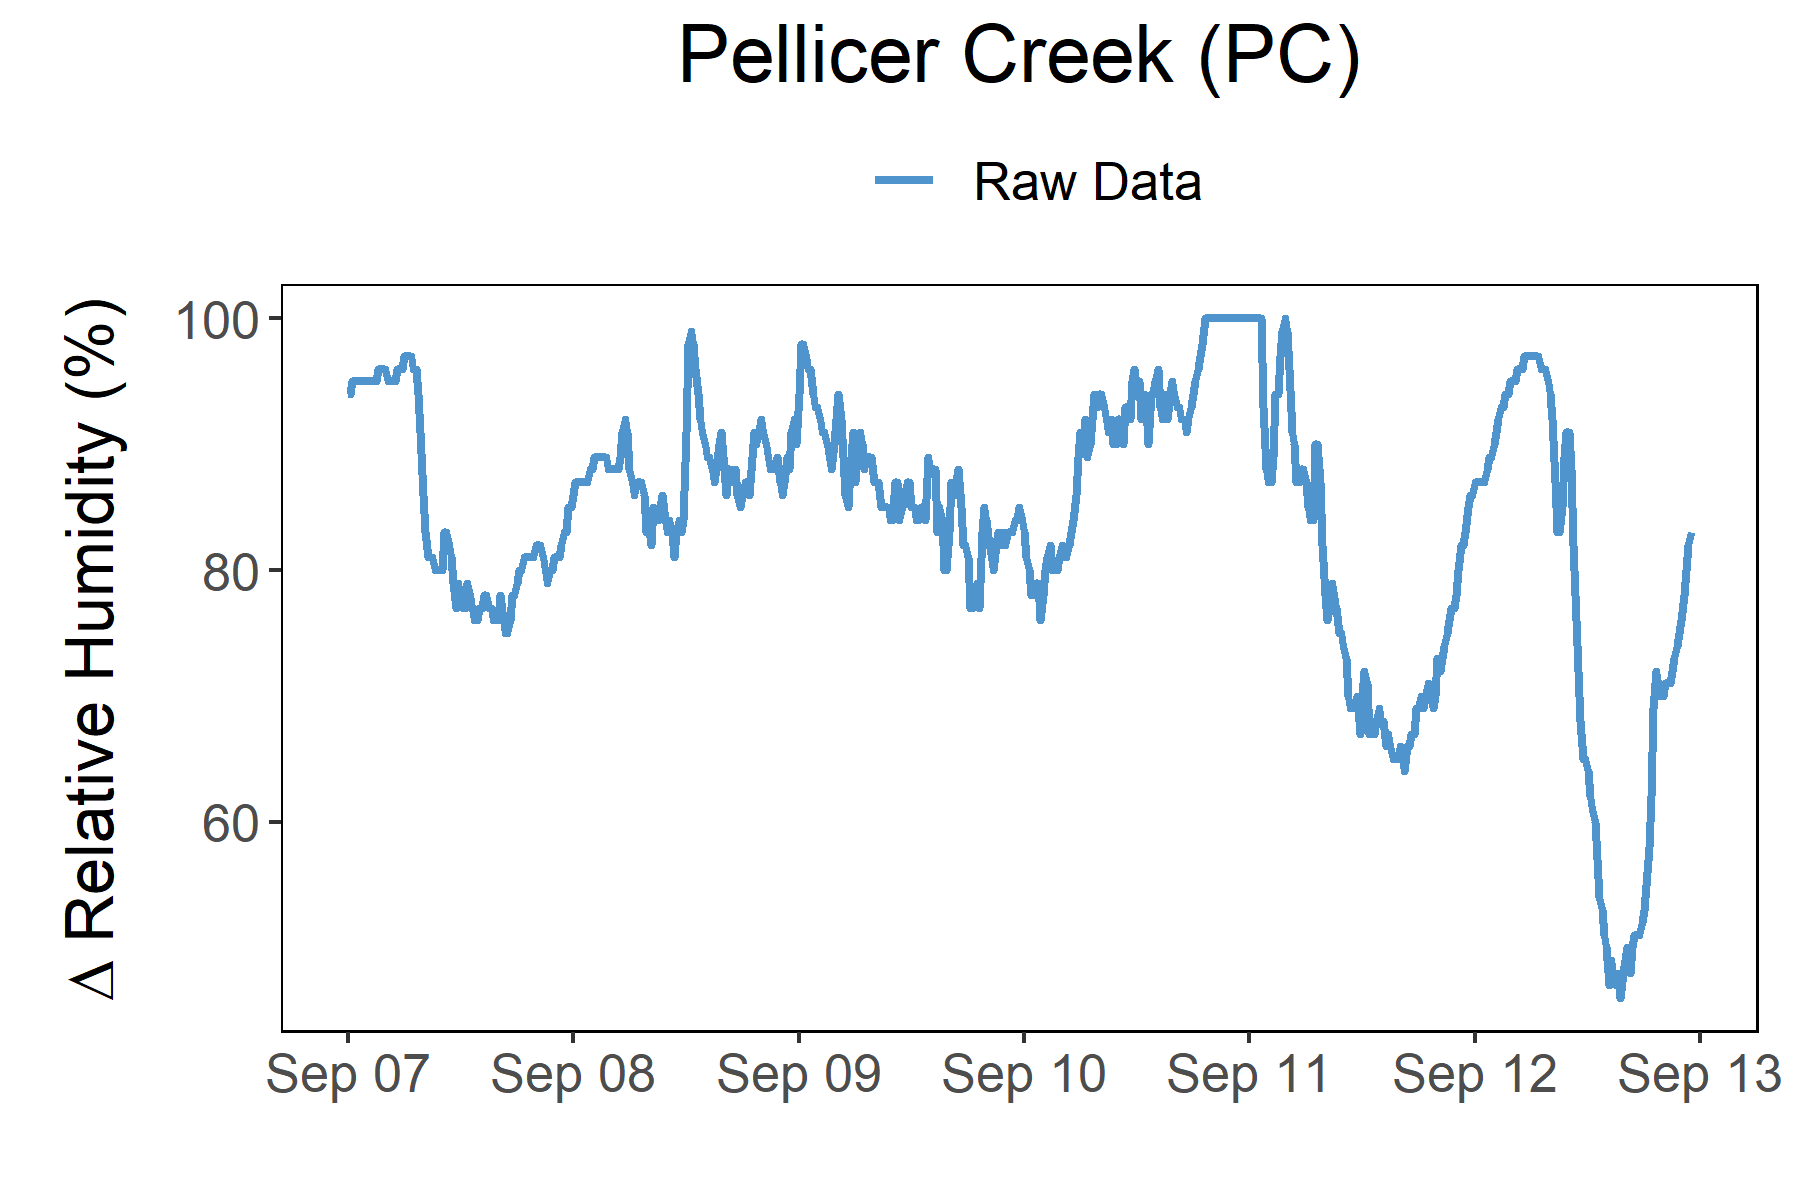 Pellicer Creek (PC)
Raw Data
Δ Relative Humidity (%)
100
80
60
Sep 07 Sep 08 Sep 09 Sep 10 Sep 11 Sep 12 Sep 13